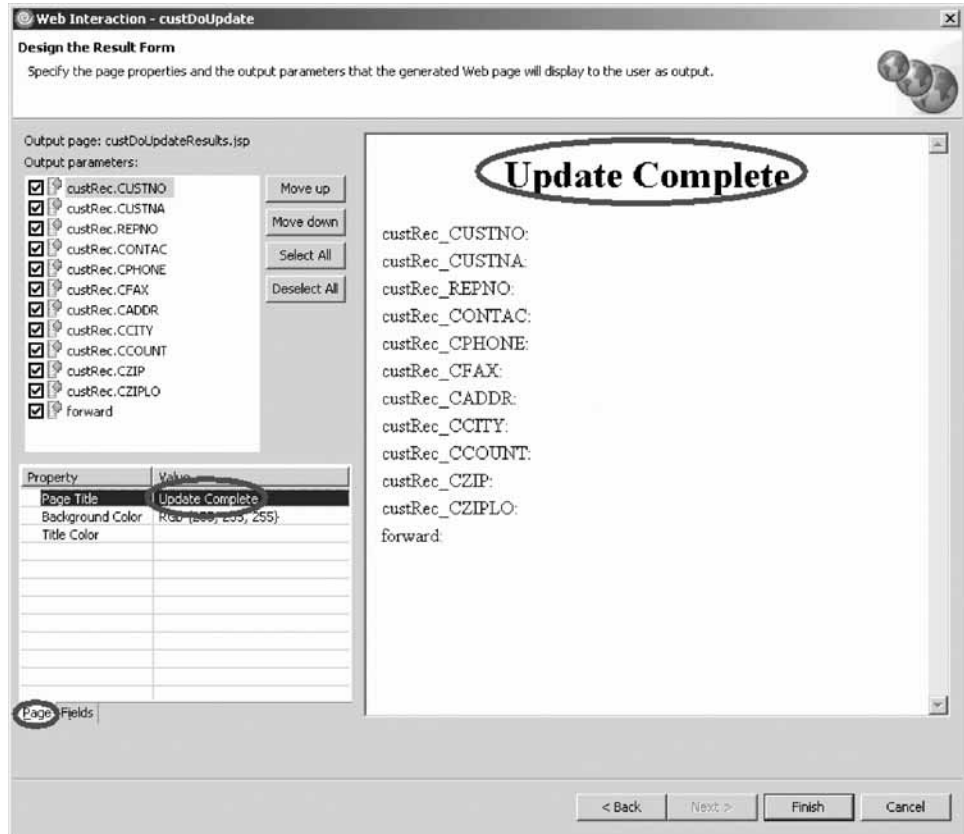 Web Interaction - custDoUpdate
Design the Result Form
Specify the page properties and the output parameters that the generated Web page will display to the user as output.
Output page: custDoUpdateResults.jsp
Output parameters:
custRec.CUSTNO
custRec.CUSTNA
custRec.REPNO
custRec.CONTAC
custRec.CPHONE
custRec.CFAX
custRec.CADDR
custRec.CCITY
custRec.CCOUNT
custRec.CZIP
custRec.CZIPLO
forward
Move up
Move down
Select All
Deselect All
Property Value
Page Title Update Complete
Background Color RGB {255, 255, 255}
Title Color
Page Fields
Update Complete
custRec_CUSTNO:
custRec_CUSTNA:
custRec_REPNO:
custRec_CONTAC:
custRec_CPHONE:
custRec_CFAX:
custRec_CADDR:
custRec_CCITY:
custRec_CCOUNT:
custRec_CZIP:
custRec_CZIPLO:
forward:
< Back Next > Finish Cancel